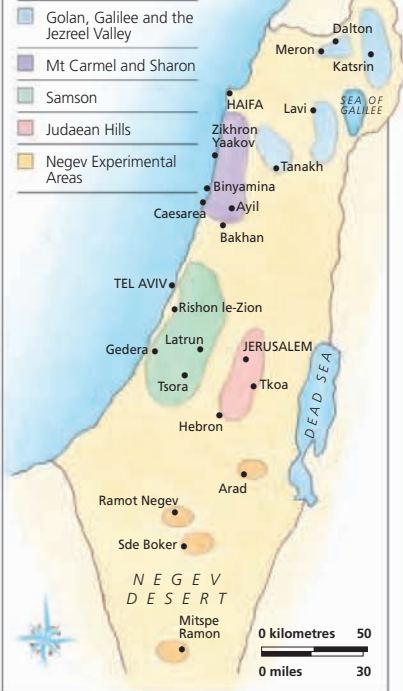 Golan, Galilee and the
Jezreel Valley
Mt Carmel and Sharon
Samson
Judaean Hills
Negev Experimental
Areas
Dalton
Meron
Katsrin
HAIFA
Lavi
SEA OF
GALILEE
Zikhron
Yaakov
Tanakh
Binyamina
Caesarea
Ayil
Bakhan
TEL AVIV
Rishon le-Zion
Latrun
Gedera
JERUSALEM
Tsora
Tkoa
DEAD SEA
Hebron
Arad
Ramot Negev
Sde Boker
NEGEV
DESERT
Mitspe
Ramon
0 kilometres 50
0 miles 30